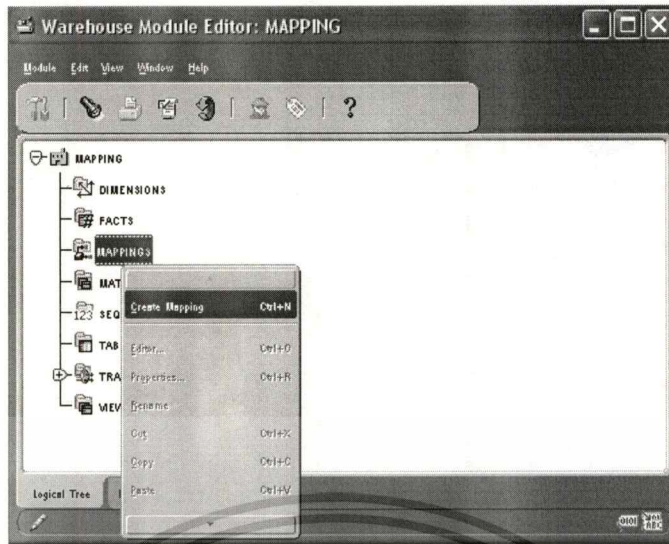 Warehouse Module Editor: MAPPING
Module Edit View Window Help
MAPPING
DIMENSIONS
FACTS
MAPPINGS
MAT
SEQ
TAB
TRA
VIEW
Create Mapping Ctrl+N
Editor... Ctrl+O
Properties... Ctrl+R
Rename
Cut Ctrl+X
Copy Ctrl+C
Paste Ctrl+V
Logical Tree